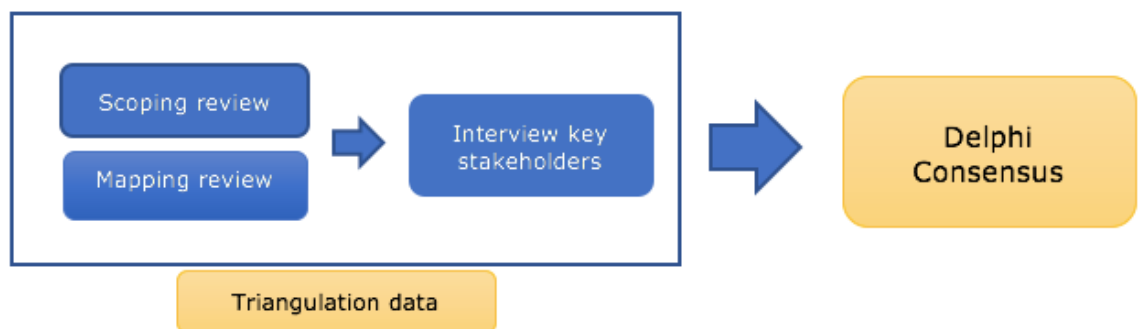 Scoping review
Mapping review
Interview key
stakeholders
Delphi
Consensus
Triangulation data